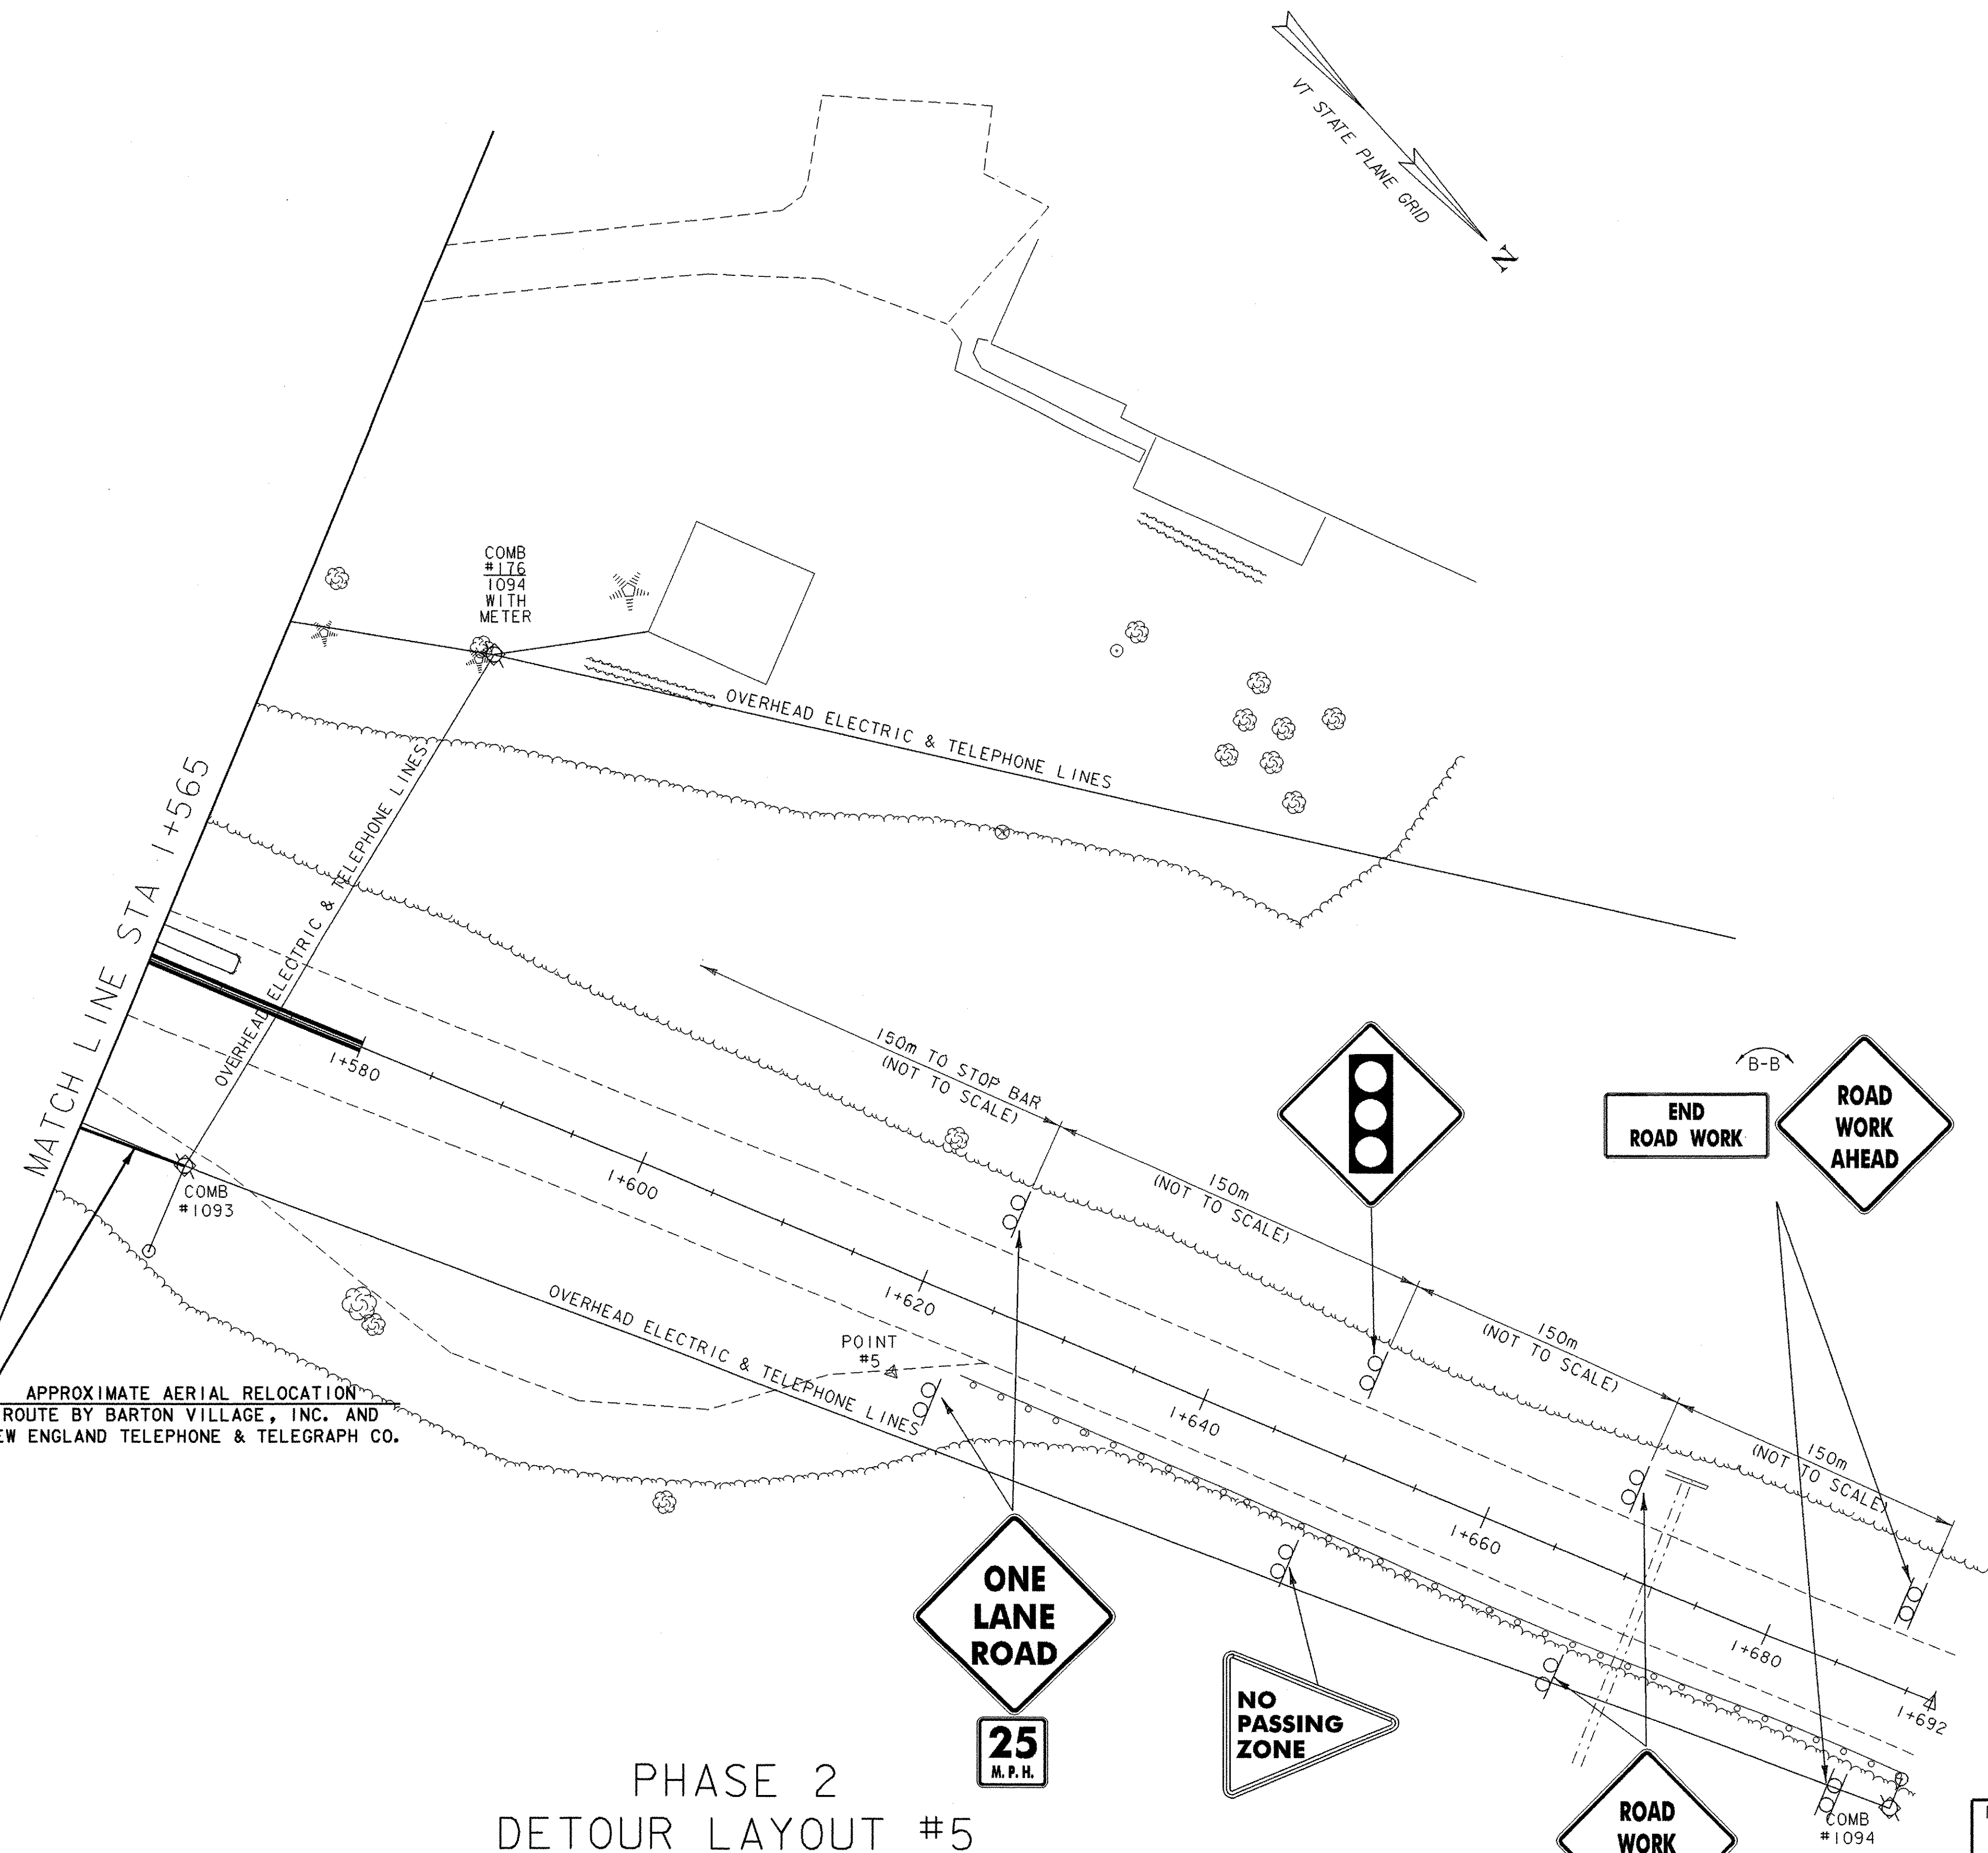 VT STATE PLANE GRID
N
COMB
#176
1094
WITH
METER
OVERHEAD ELECTRIC & TELEPHONE LINES
OVERHEAD ELECTRIC & TELEPHONE LINES
MATCH LINE STA 1+565
150m TO STOP BAR
(NOT TO SCALE)
150m
(NOT TO SCALE)
150m
(NOT TO SCALE)
150m
(NOT TO SCALE)
B-B
END
ROAD WORK
ROAD
WORK
AHEAD
1+580
1+600
1+620
1+640
1+660
1+680
1+692
COMB
#1093
OVERHEAD ELECTRIC & TELEPHONE LINES
POINT
#5
APPROXIMATE AERIAL RELOCATION
ROUTE BY BARTON VILLAGE, INC. AND
EW ENGLAND TELEPHONE & TELEGRAPH CO.
ONE
LANE
ROAD
25
M.P.H.
NO
PASSING
ZONE
ROAD
WORK
COMB
#1094
PHASE 2
DETOUR LAYOUT #5